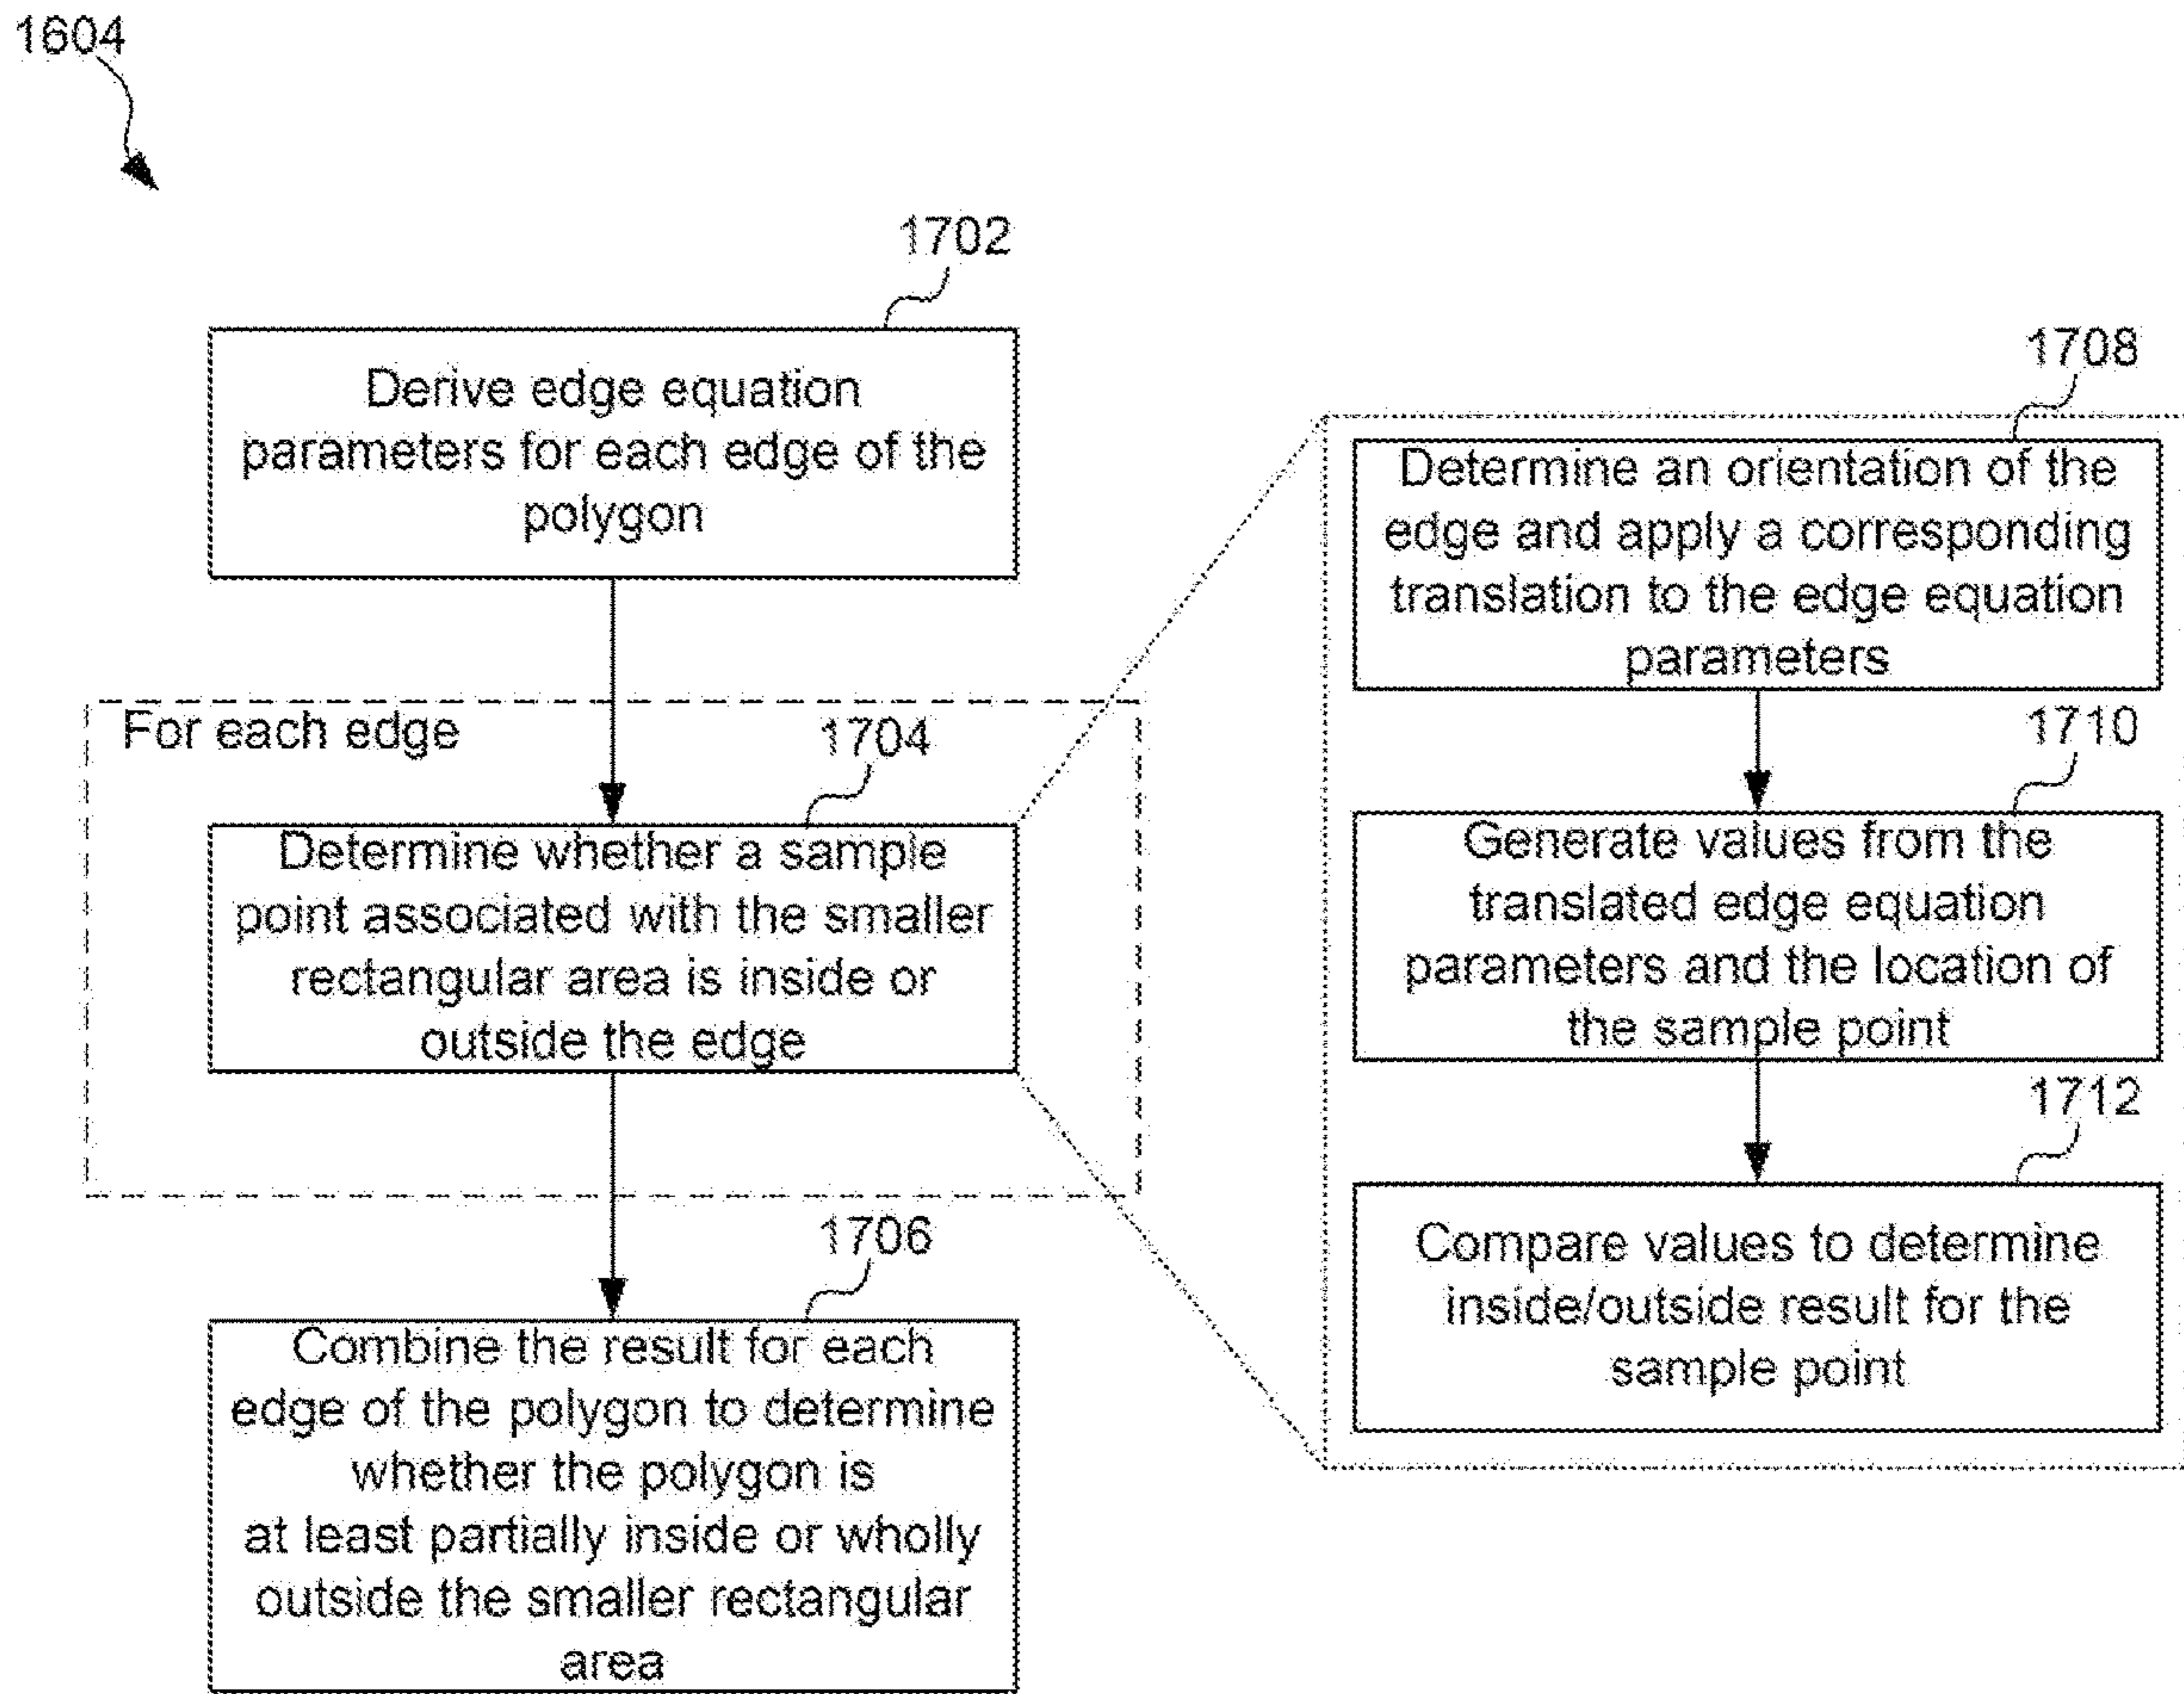 1604
1702
Derive edge equation
parameters for each edge of the
polygon
For each edge
1704
Determine whether a sample
point associated with the smaller
rectangular area is inside or
outside the edge
1706
Combine the result for each
edge of the polygon to determine
whether the polygon is
at least partially inside or wholly
outside the smaller rectangular
area
1708
Determine an orientation of the
edge and apply a corresponding
translation to the edge equation
parameters
1710
Generate values from the
translated edge equation
parameters and the location of
the sample point
1712
Compare values to determine
inside/outside result for the
sample point